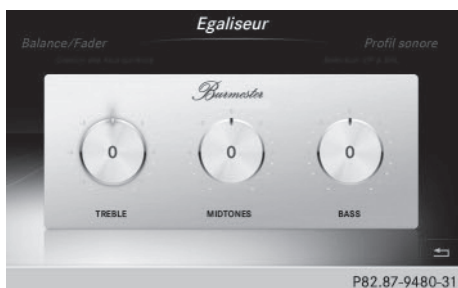 Egaliseur
Balance/Fader Profil sonore
Burmester
0 0 0
TREBLE MIDTONES BASS
P82.87-9480-31